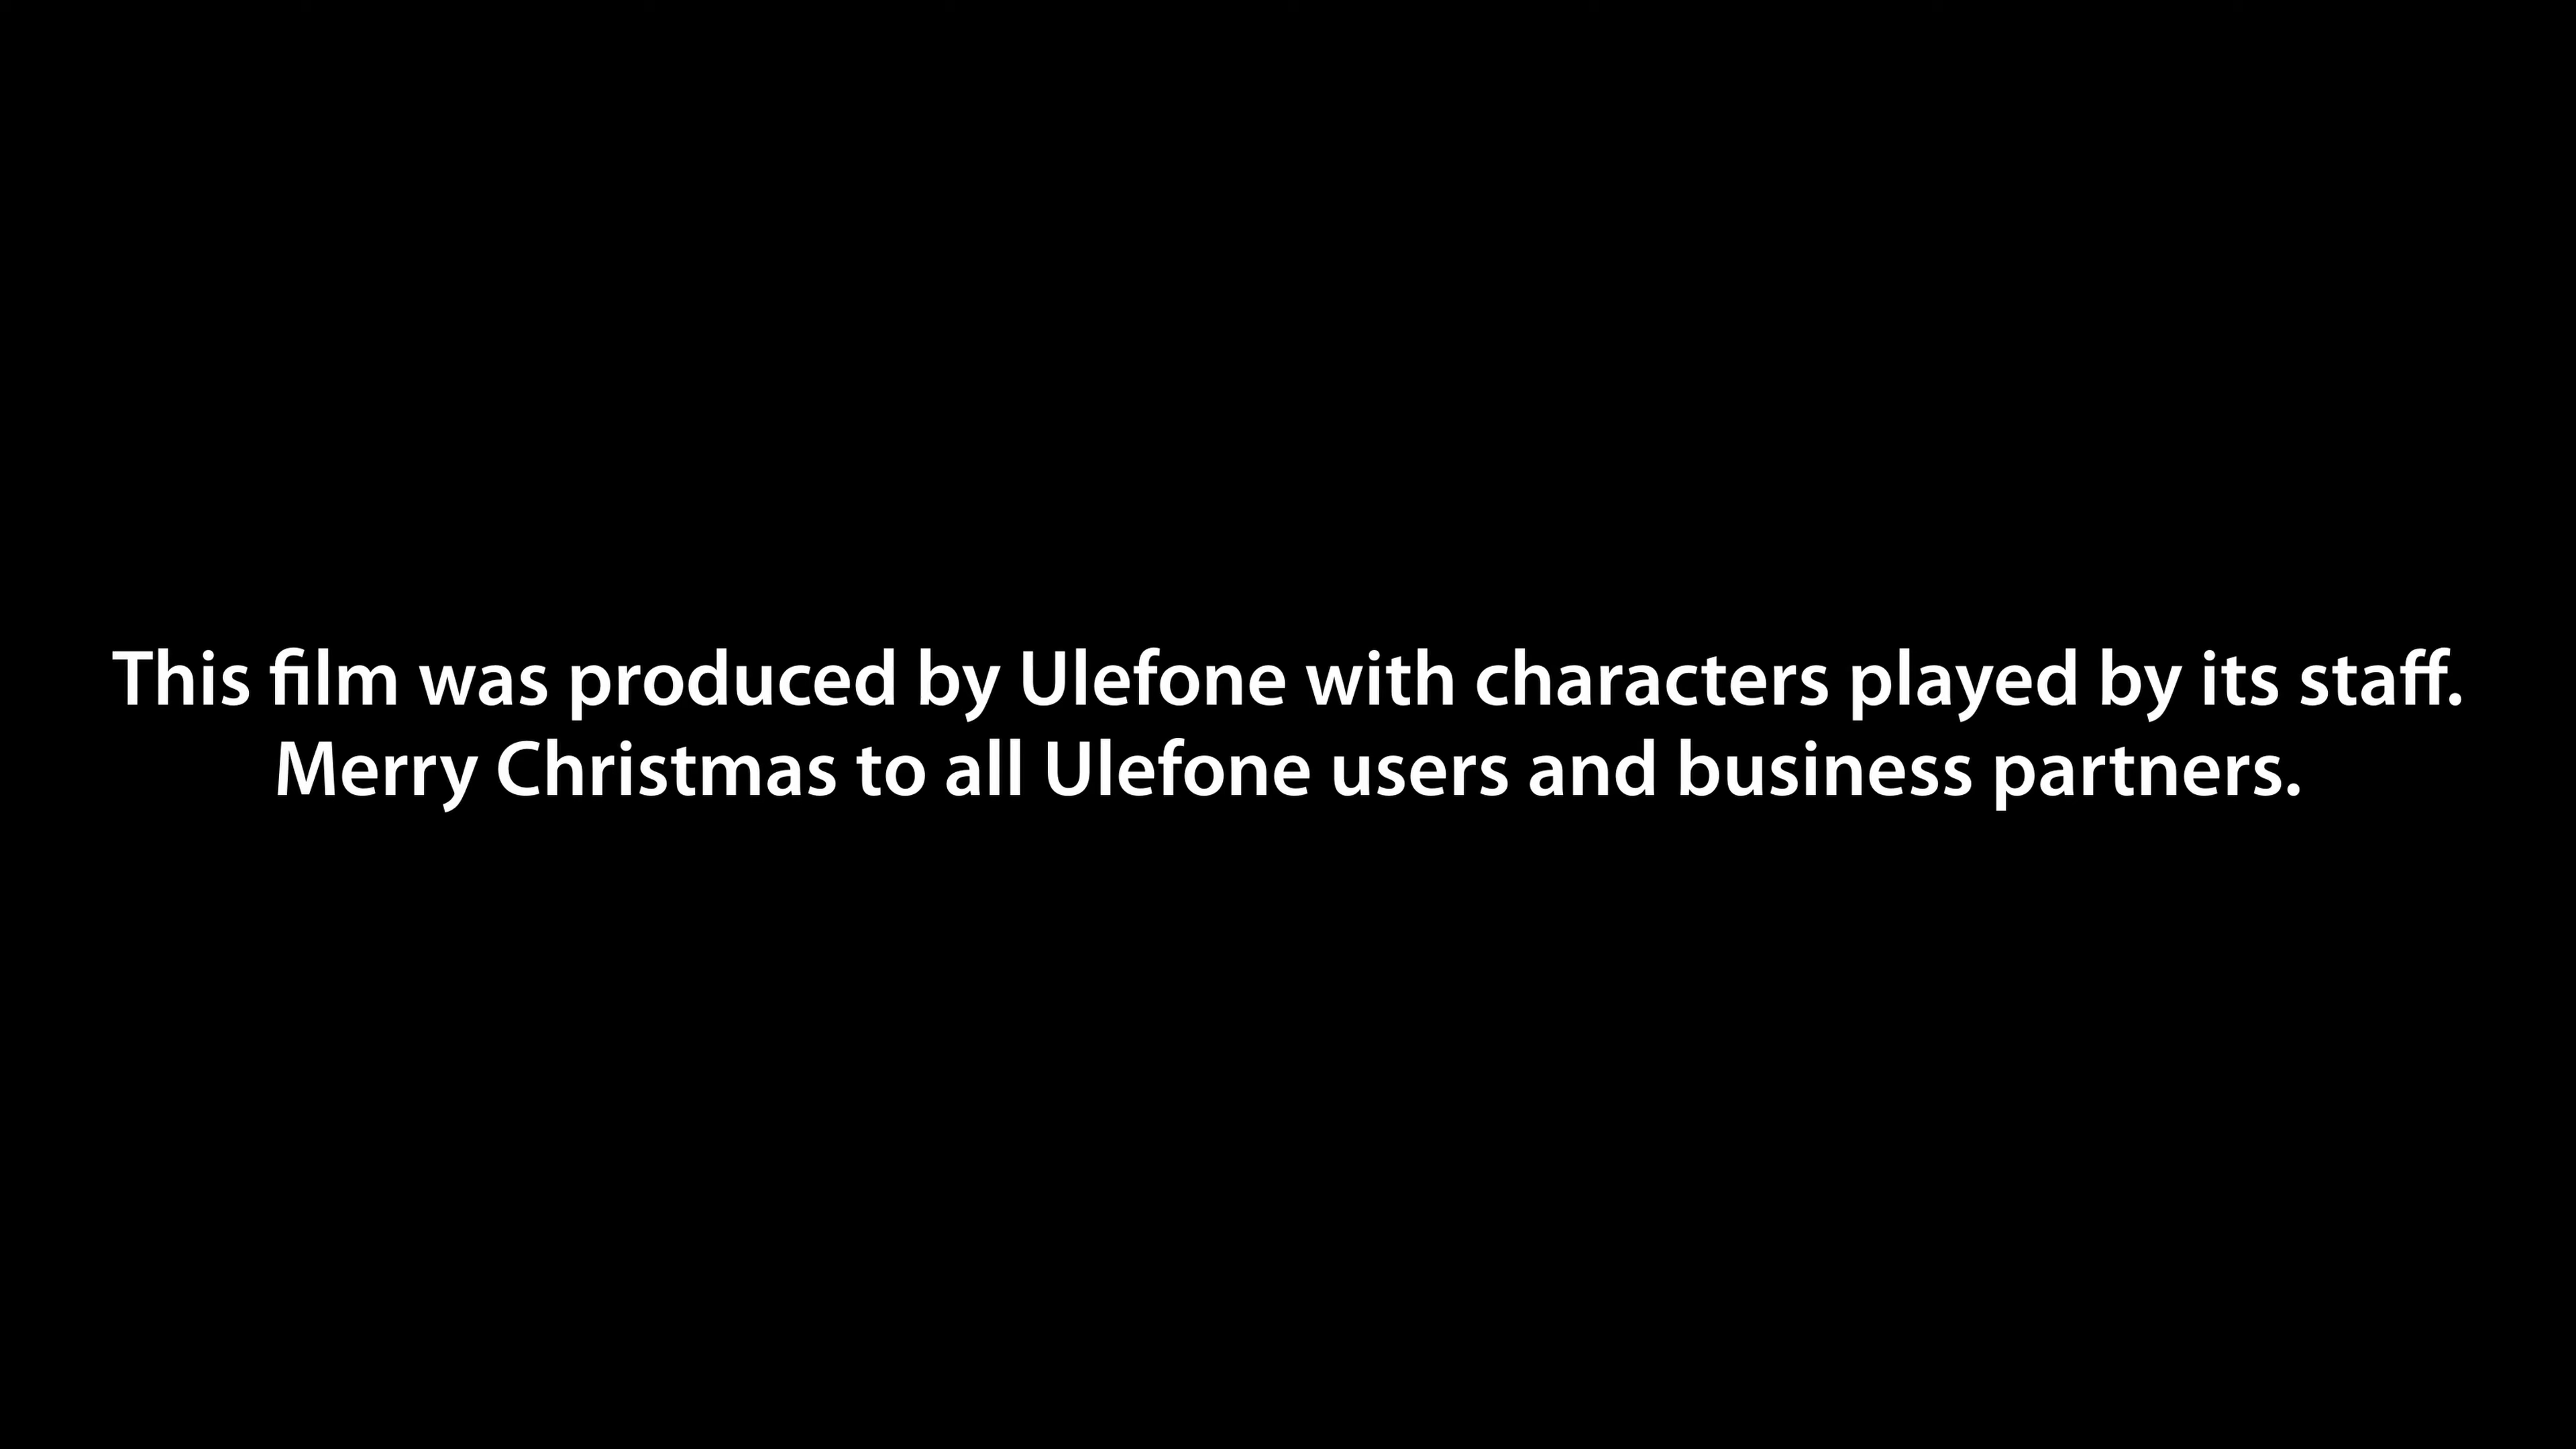 This film was produced by Ulefone with characters played by its staff.
Merry Christmas to all Ulefone users and business partners.